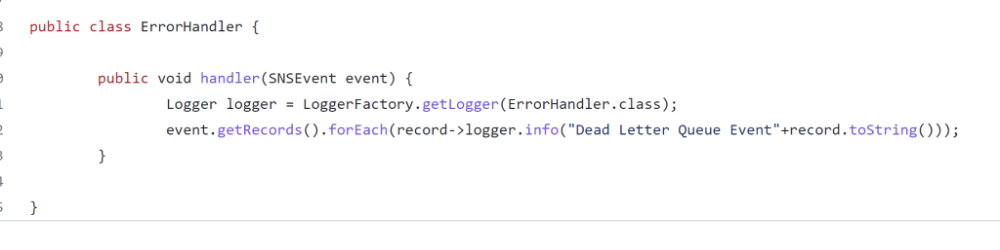 public class ErrorHandler {
public void handler(SNSEvent event) {
Logger logger = LoggerFactory.getLogger(ErrorHandler.class);
event.getRecords().forEach(record->logger.info("Dead Letter Queue Event"+record.toString()));
}
}